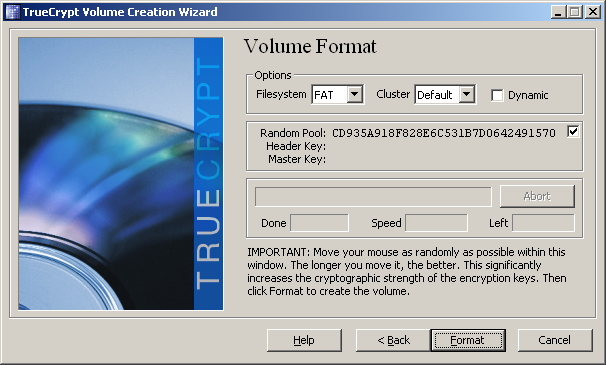 TrueCrypt Volume Creation Wizard
TRUECRYPT
Volume Format
Options
Filesystem FAT Cluster Default Dynamic
Random Pool: CD935A918F828E6C531B7D0642491570
Header Key:
Master Key:
Abort
Done Speed Left
IMPORTANT: Move your mouse as randomly as possible within this
window. The longer you move it, the better. This significantly
increases the cryptographic strength of the encryption keys. Then
click Format to create the volume.
Help < Back Format Cancel